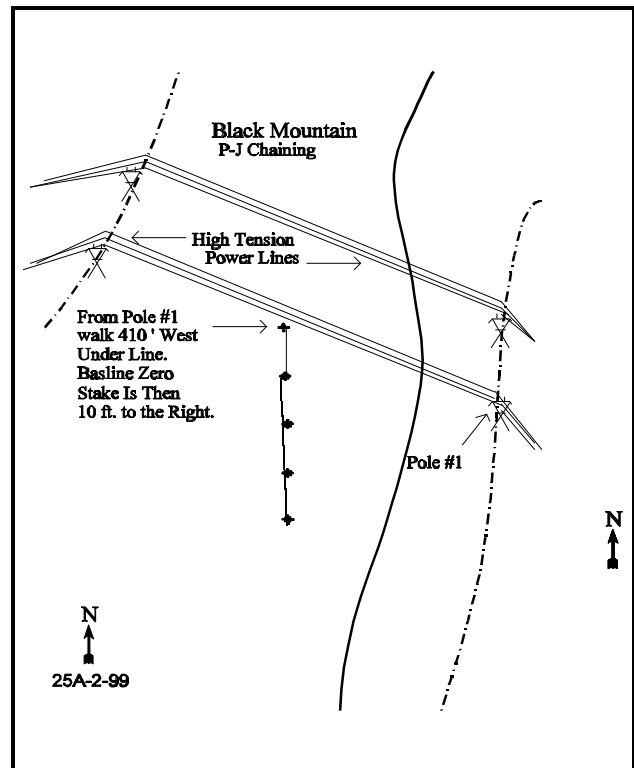 Black Mountain
P-J Chaining
High Tension
Power Lines
From Pole #1
walk 410 ' West
Under Line.
Basline Zero
Stake Is Then
10 ft. to the Right.
Pole #1
N
N
25A-2-99